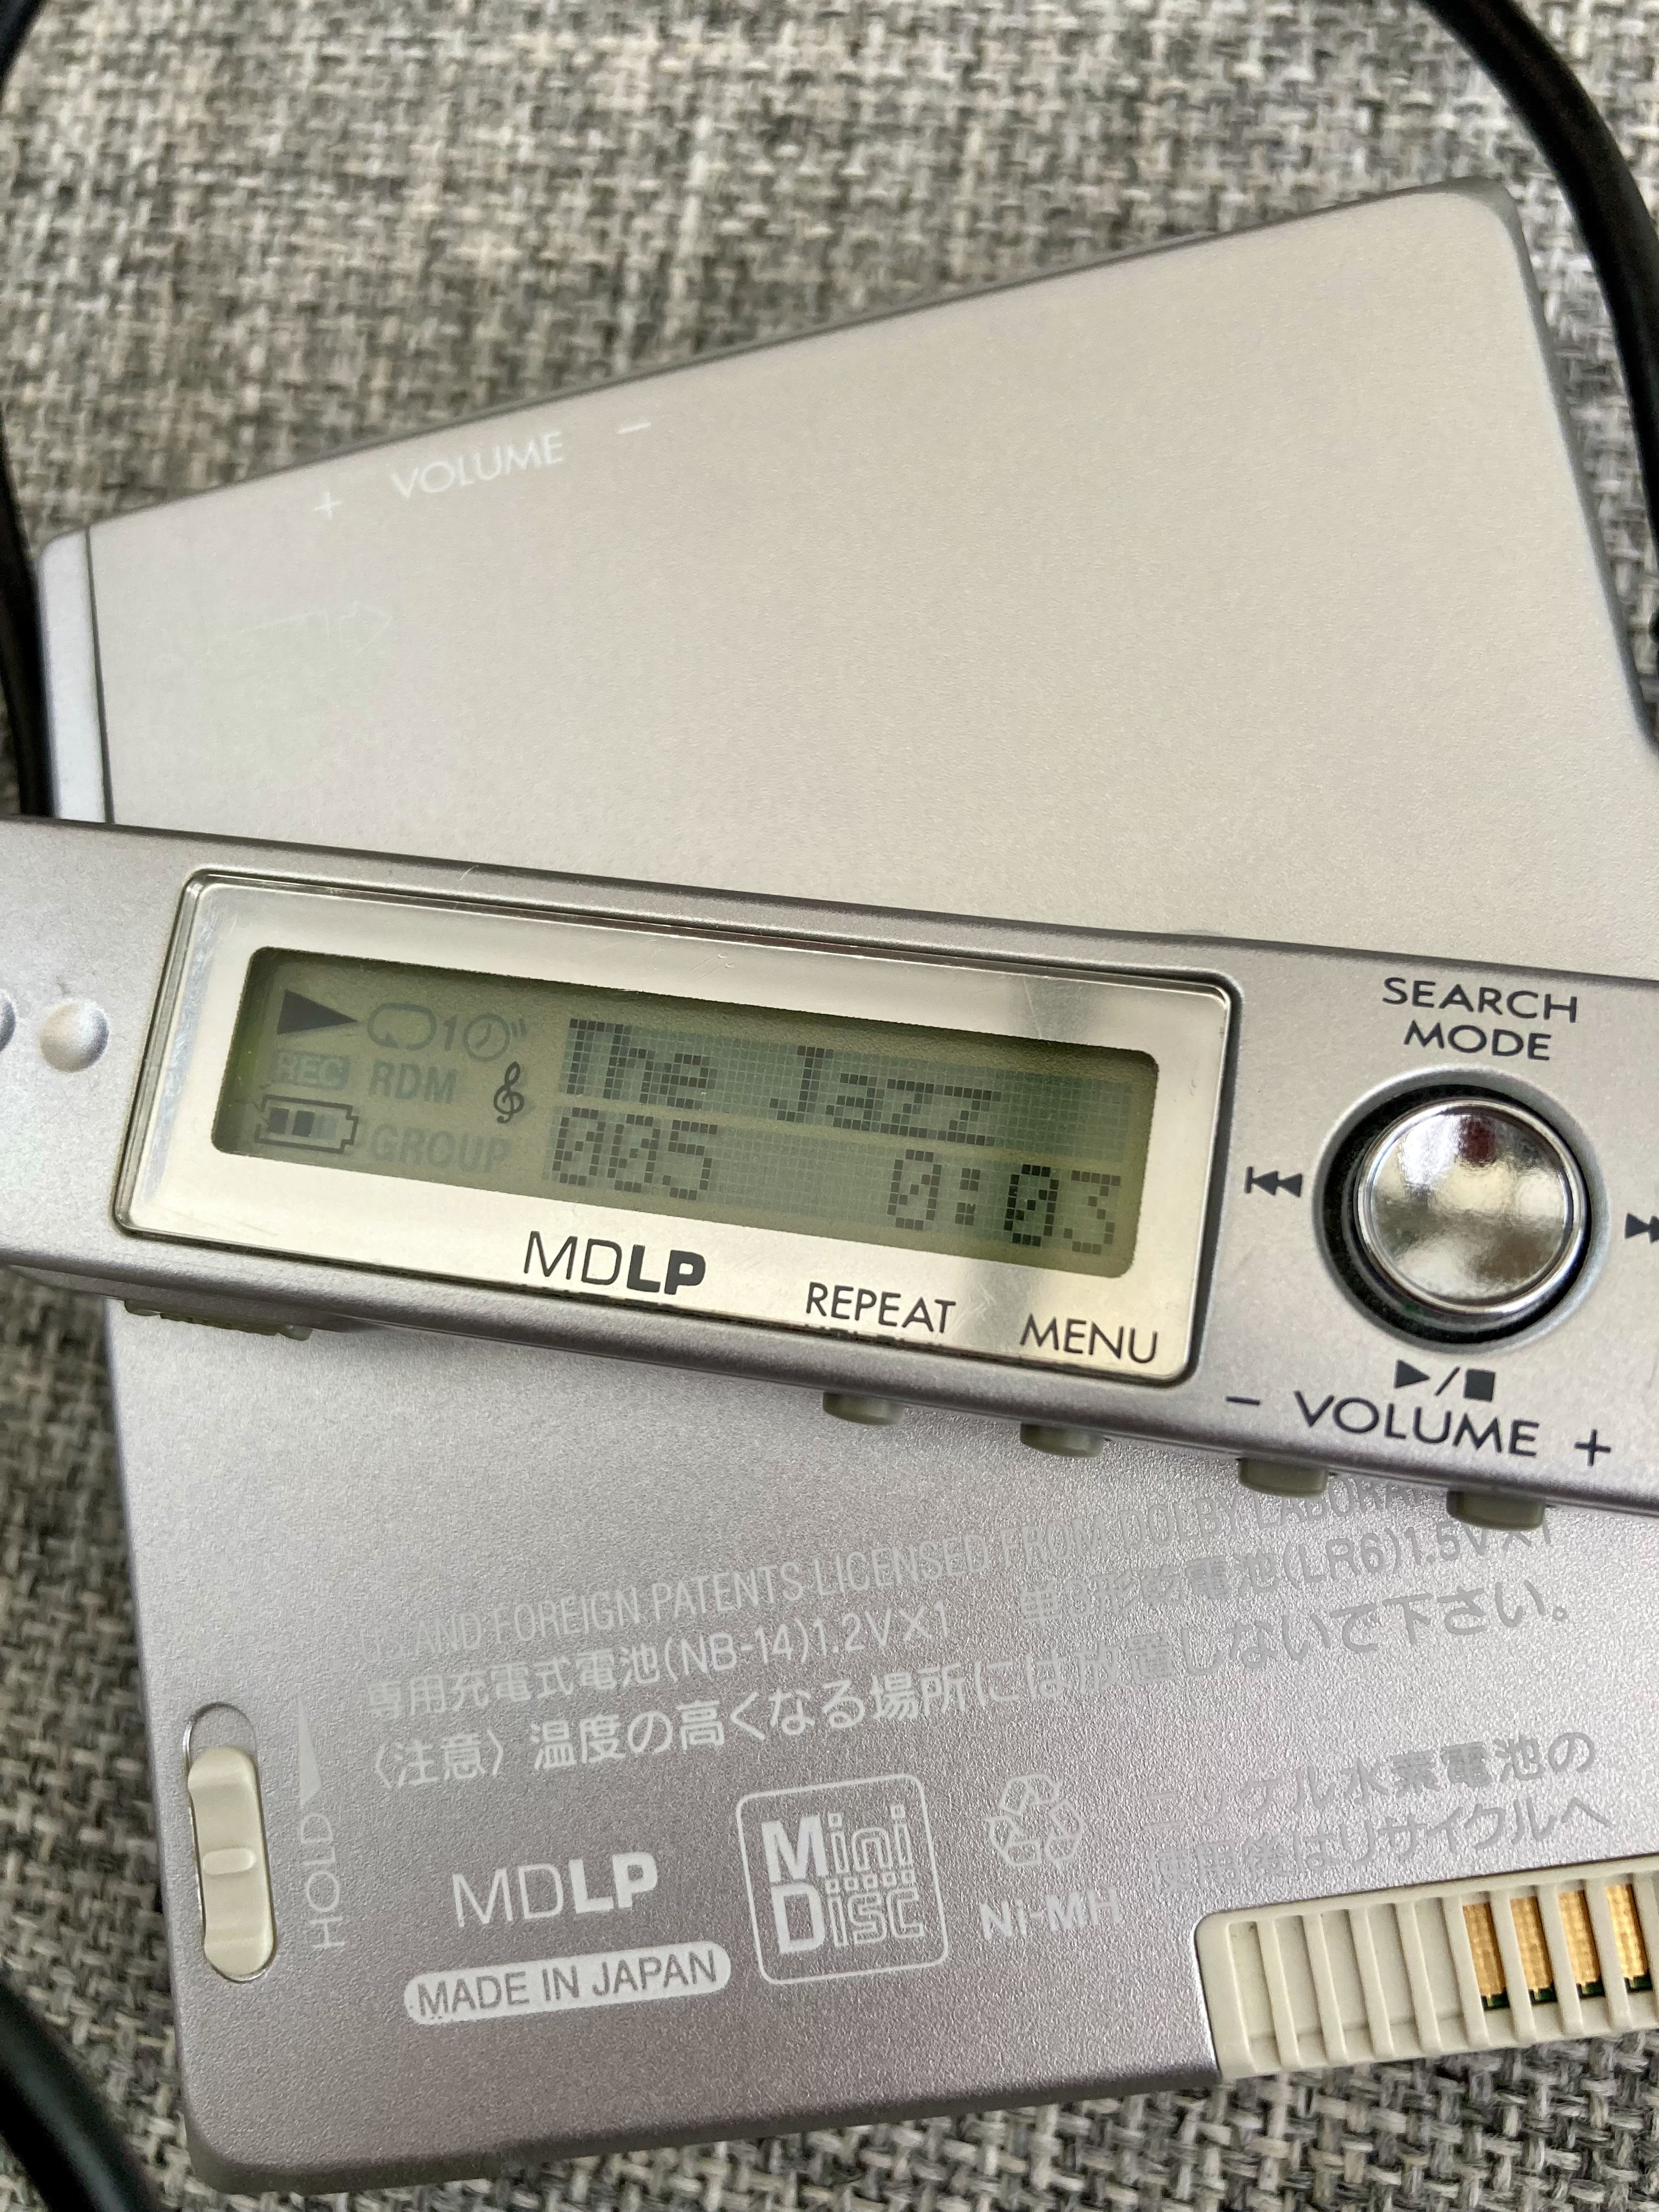 + VOLUME −
The Jazz
1
REC RDM
GROUP
005 0:03
MDLP
REPEAT MENU
SEARCH
MODE
− VOLUME +
AND FOREIGN PATENTS LICENSED FROM DOLBY
専用充電式電池(NB-14)1.2V×1 単3形乾電池(LR6)1.5V×1
〈注意〉温度の高くなる場所には放置しないで下さい。
HOLD
MDLP
MADE IN JAPAN
Mini
Disc
Ni-MH
ニッケル水素電池の
使用後はリサイクルへ